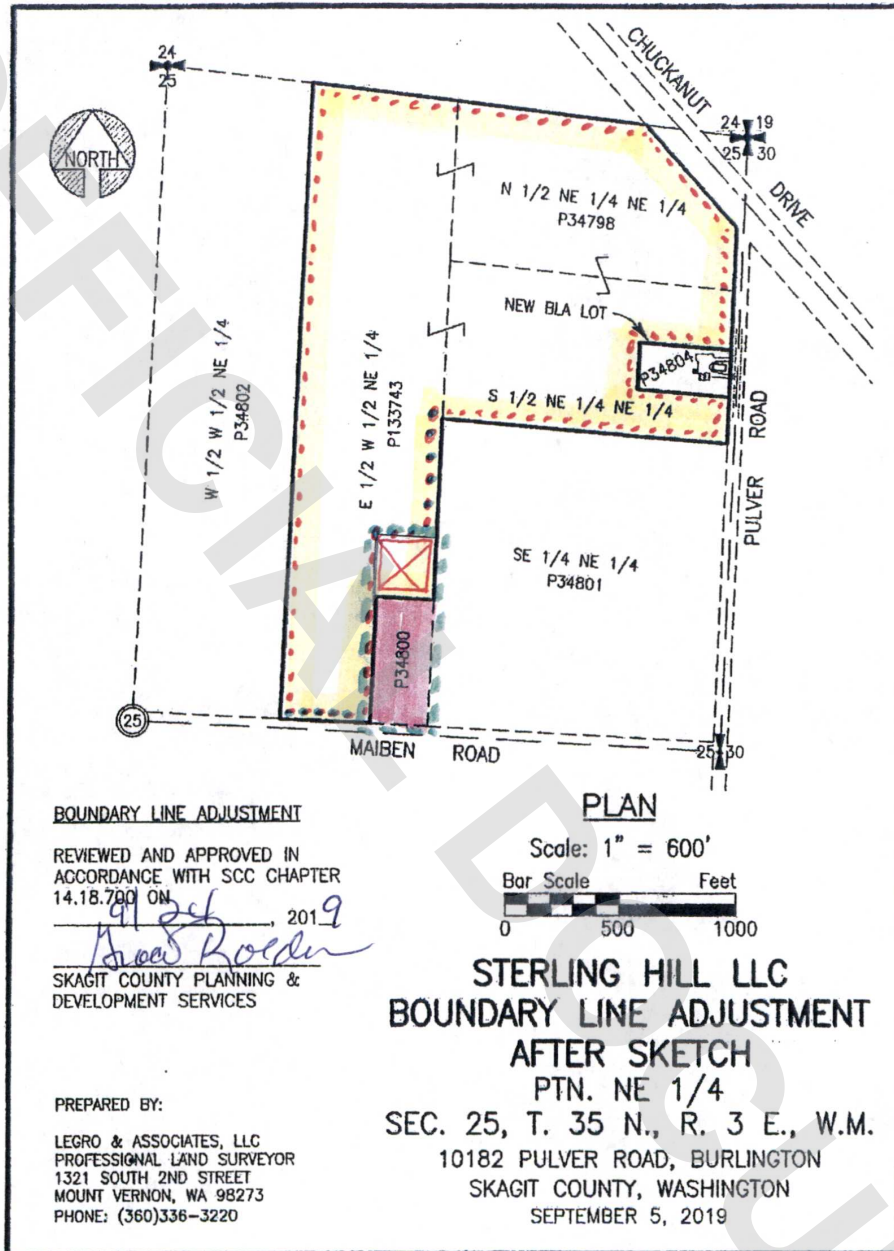 24
25
NORTH
CHUCKANUT
DRIVE
24 19
25 30
N 1/2 NE 1/4 NE 1/4
P34798
NEW BLA LOT
P34804
S 1/2 NE 1/4 NE 1/4
W 1/2 W 1/2 NE 1/4
P34802
E 1/2 W 1/2 NE 1/4
P133743
PULVER ROAD
SE 1/4 NE 1/4
P34801
P34800
25
MAIBEN ROAD
25 30
BOUNDARY LINE ADJUSTMENT
REVIEWED AND APPROVED IN
ACCORDANCE WITH SCC CHAPTER
14.18.700 ON
9/24, 2019
SKAGIT COUNTY PLANNING &
DEVELOPMENT SERVICES
PREPARED BY:
LEGRO & ASSOCIATES, LLC
PROFESSIONAL LAND SURVEYOR
1321 SOUTH 2ND STREET
MOUNT VERNON, WA 98273
PHONE: (360)336-3220
PLAN
Scale: 1" = 600'
Bar Scale Feet
0 500 1000
STERLING HILL LLC
BOUNDARY LINE ADJUSTMENT
AFTER SKETCH
PTN. NE 1/4
SEC. 25, T. 35 N., R. 3 E., W.M.
10182 PULVER ROAD, BURLINGTON
SKAGIT COUNTY, WASHINGTON
SEPTEMBER 5, 2019